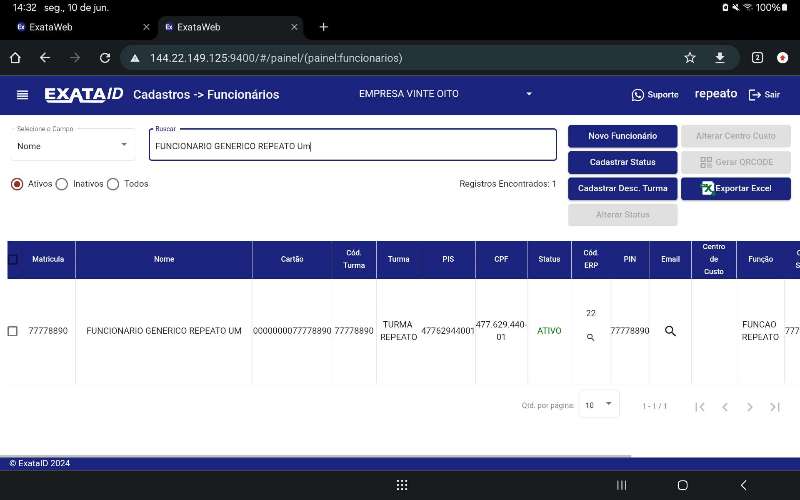 14:32 seg., 10 de jun. 100%
ExataWeb ExataWeb
144.22.149.125:9400/#/painel/(painel:funcionarios) 2
EXATA ID Cadastros -> Funcionários EMPRESA VINTE OITO Suporte repeato Sair
Selecione o Campo Buscar
Nome FUNCIONARIO GENERICO REPEATO Um
Novo Funcionário Alterar Centro Custo
Cadastrar Status Gerar QRCODE
Ativos Inativos Todos Registros Encontrados: 1
Cadastrar Desc. Turma Exportar Excel
Alterar Status
Matricula Nome Cartão Cód. Turma Turma PIS CPF Status Cód. ERP PIN Email Centro de Custo Função
77778890 FUNCIONARIO GENERICO REPEATO UM 0000000077778890 77778890 TURMA REPEATO 47762944001 477.629.440-01 ATIVO 22 77778890 FUNCAO REPEATO
Qtd. por página: 10 1 - 1 / 1
© ExataID 2024